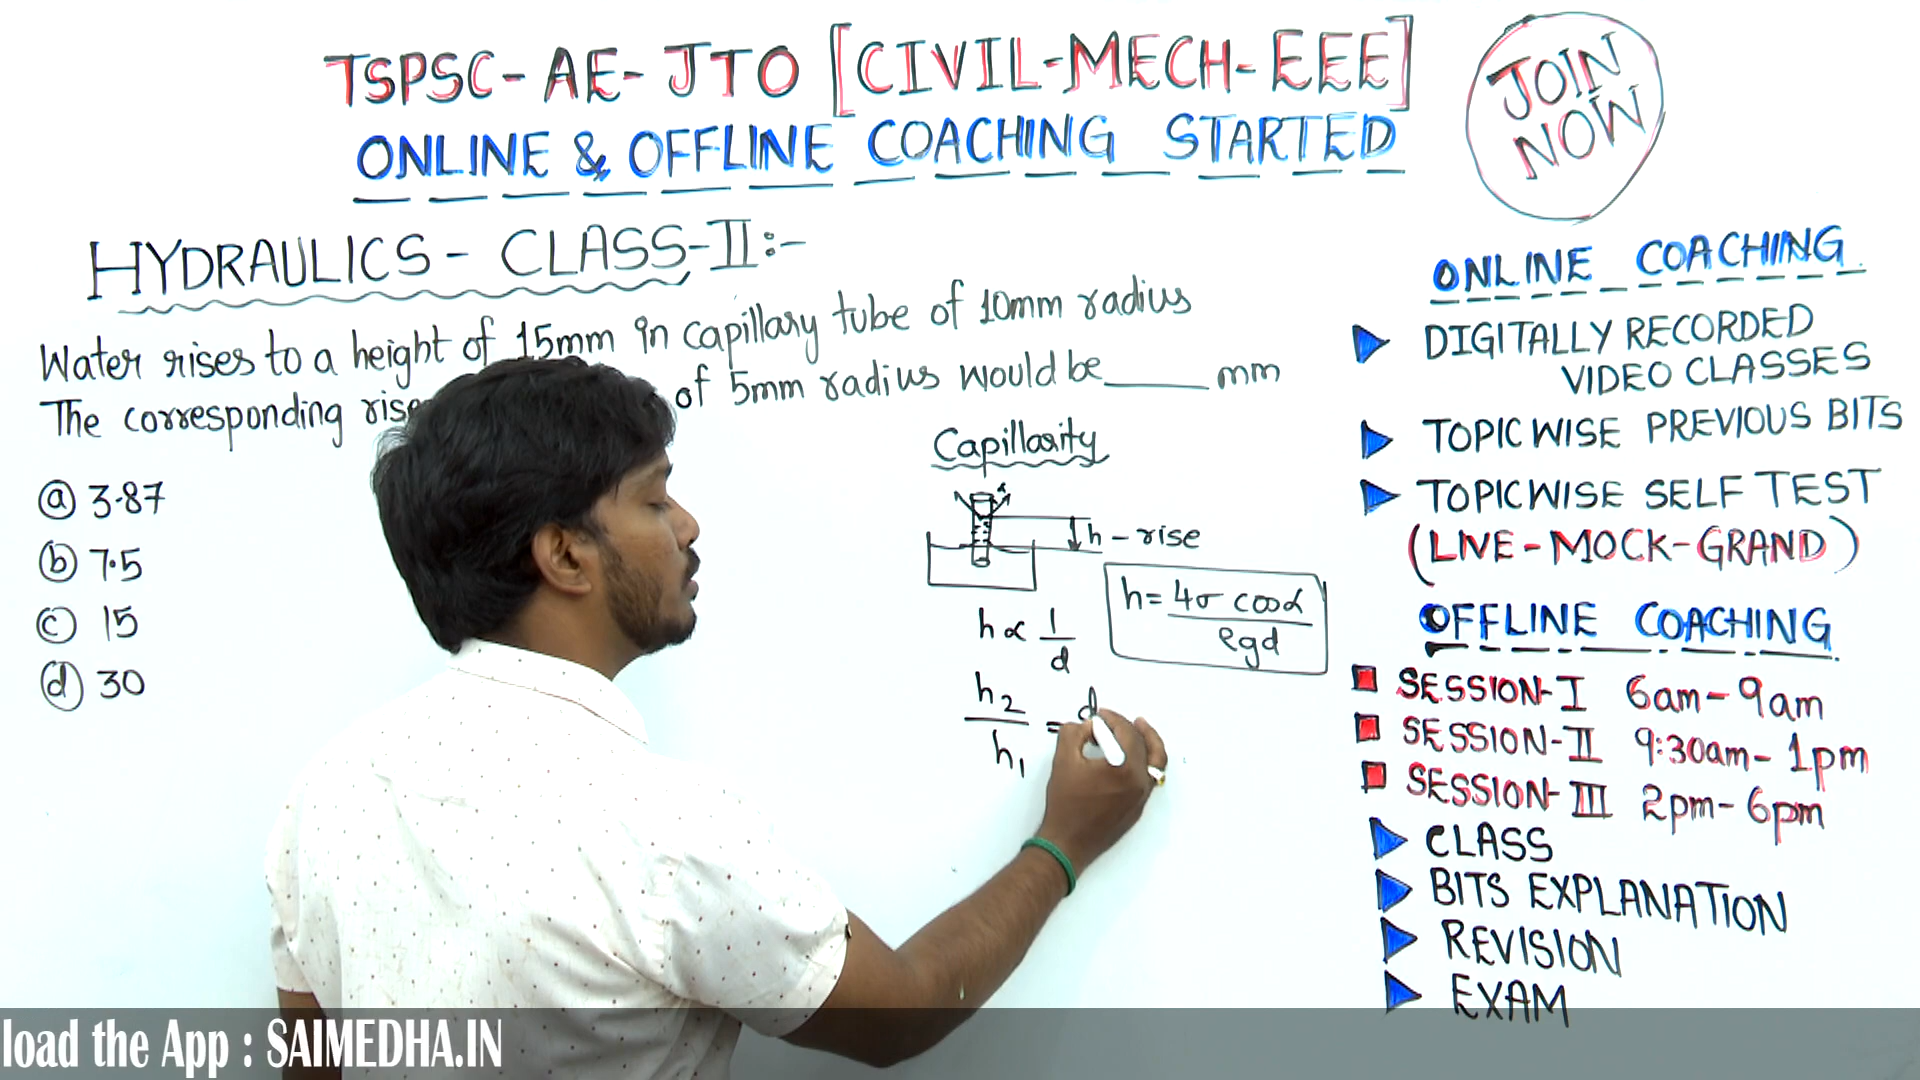 TSPSC-AE-JTO [CIVIL-MECH-EEE]
ONLINE & OFFLINE COACHING STARTED
JOIN
NOW
HYDRAULICS - CLASS-II:-
Water rises to a height of 15mm in capillary tube of 10mm radius
The corresponding rise of 5mm radius would be____ mm
(a) 3.87
(b) 7.5
(c) 15
(d) 30
Capillarity
α
h - rise
h = 4σ cosα / ρgd
h ∝ 1/d
h2/h1 = d
ONLINE COACHING
DIGITALLY RECORDED
VIDEO CLASSES
TOPICWISE PREVIOUS BITS
TOPICWISE SELF TEST
(LIVE-MOCK-GRAND)
OFFLINE COACHING
SESSION-I 6am-9am
SESSION-II 9:30am-1pm
SESSION-III 2pm-6pm
CLASS
BITS EXPLANATION
REVISION
EXAM
load the App : SAIMEDHA.IN